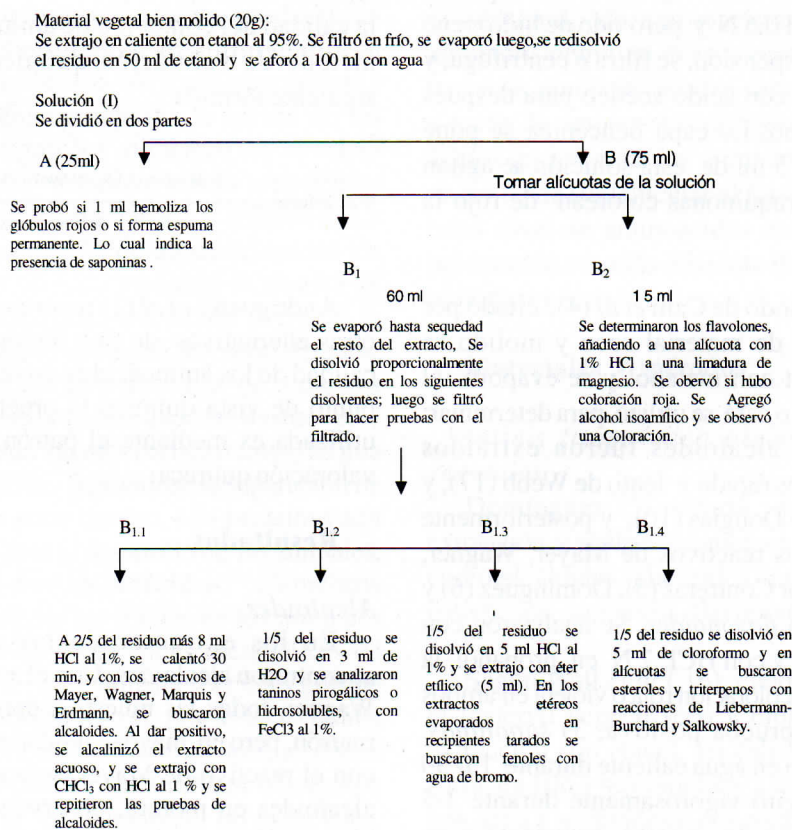 Material vegetal bien molido (20g):
Se extrajo en caliente con etanol al 95%. Se filtró en frío, se evaporó luego,se redisolvió
el residuo en 50 ml de etanol y se aforó a 100 ml con agua
Solución (I)
Se dividió en dos partes
A (25ml)
B (75 ml)
Tomar alícuotas de la solución
Se probó si 1 ml hemoliza los
glóbulos rojos o si forma espuma
permanente. Lo cual indica la
presencia de saponinas .
B1
60 ml
Se evaporó hasta sequedad
el resto del extracto, Se
disolvió proporcionalmente
el residuo en los siguientes
disolventes; luego se filtró
para hacer pruebas con el
filtrado.
B2
15 ml
Se determinaron los flavolones,
añadiendo a una alícuota con
1% HCl a una limadura de
magnesio. Se obervó si hubo
coloración roja. Se Agregó
alcohol isoamílico y se observó
una Coloración.
B1.1
A 2/5 del residuo más 8 ml
HCl al 1%, se calentó 30
min, y con los reactivos de
Mayer, Wagner, Marquis y
Erdmann, se buscaron
alcaloides. Al dar positivo,
se alcalinizó el extracto
acuoso, y se extrajo con
CHCl3 con HCl al 1 % y se
repitieron las pruebas de
alcaloides.
B1.2
1/5 del residuo se
disolvió en 3 ml de
H2O y se analizaron
taninos pirogálicos o
hidrosolubles, con
FeCl3 al 1%.
B1.3
1/5 del residuo se
disolvió en 5 ml HCl al
1% y se extrajo con éter
etílico (5 ml). En los
extractos etéreos
evaporados en
recipientes tarados se
buscaron fenoles con
agua de bromo.
B1.4
1/5 del residuo se disolvió en
5 ml de cloroformo y en
alícuotas se buscaron
esteroles y triterpenos con
reacciones de Liebermann-
Burchard y Salkowsky.